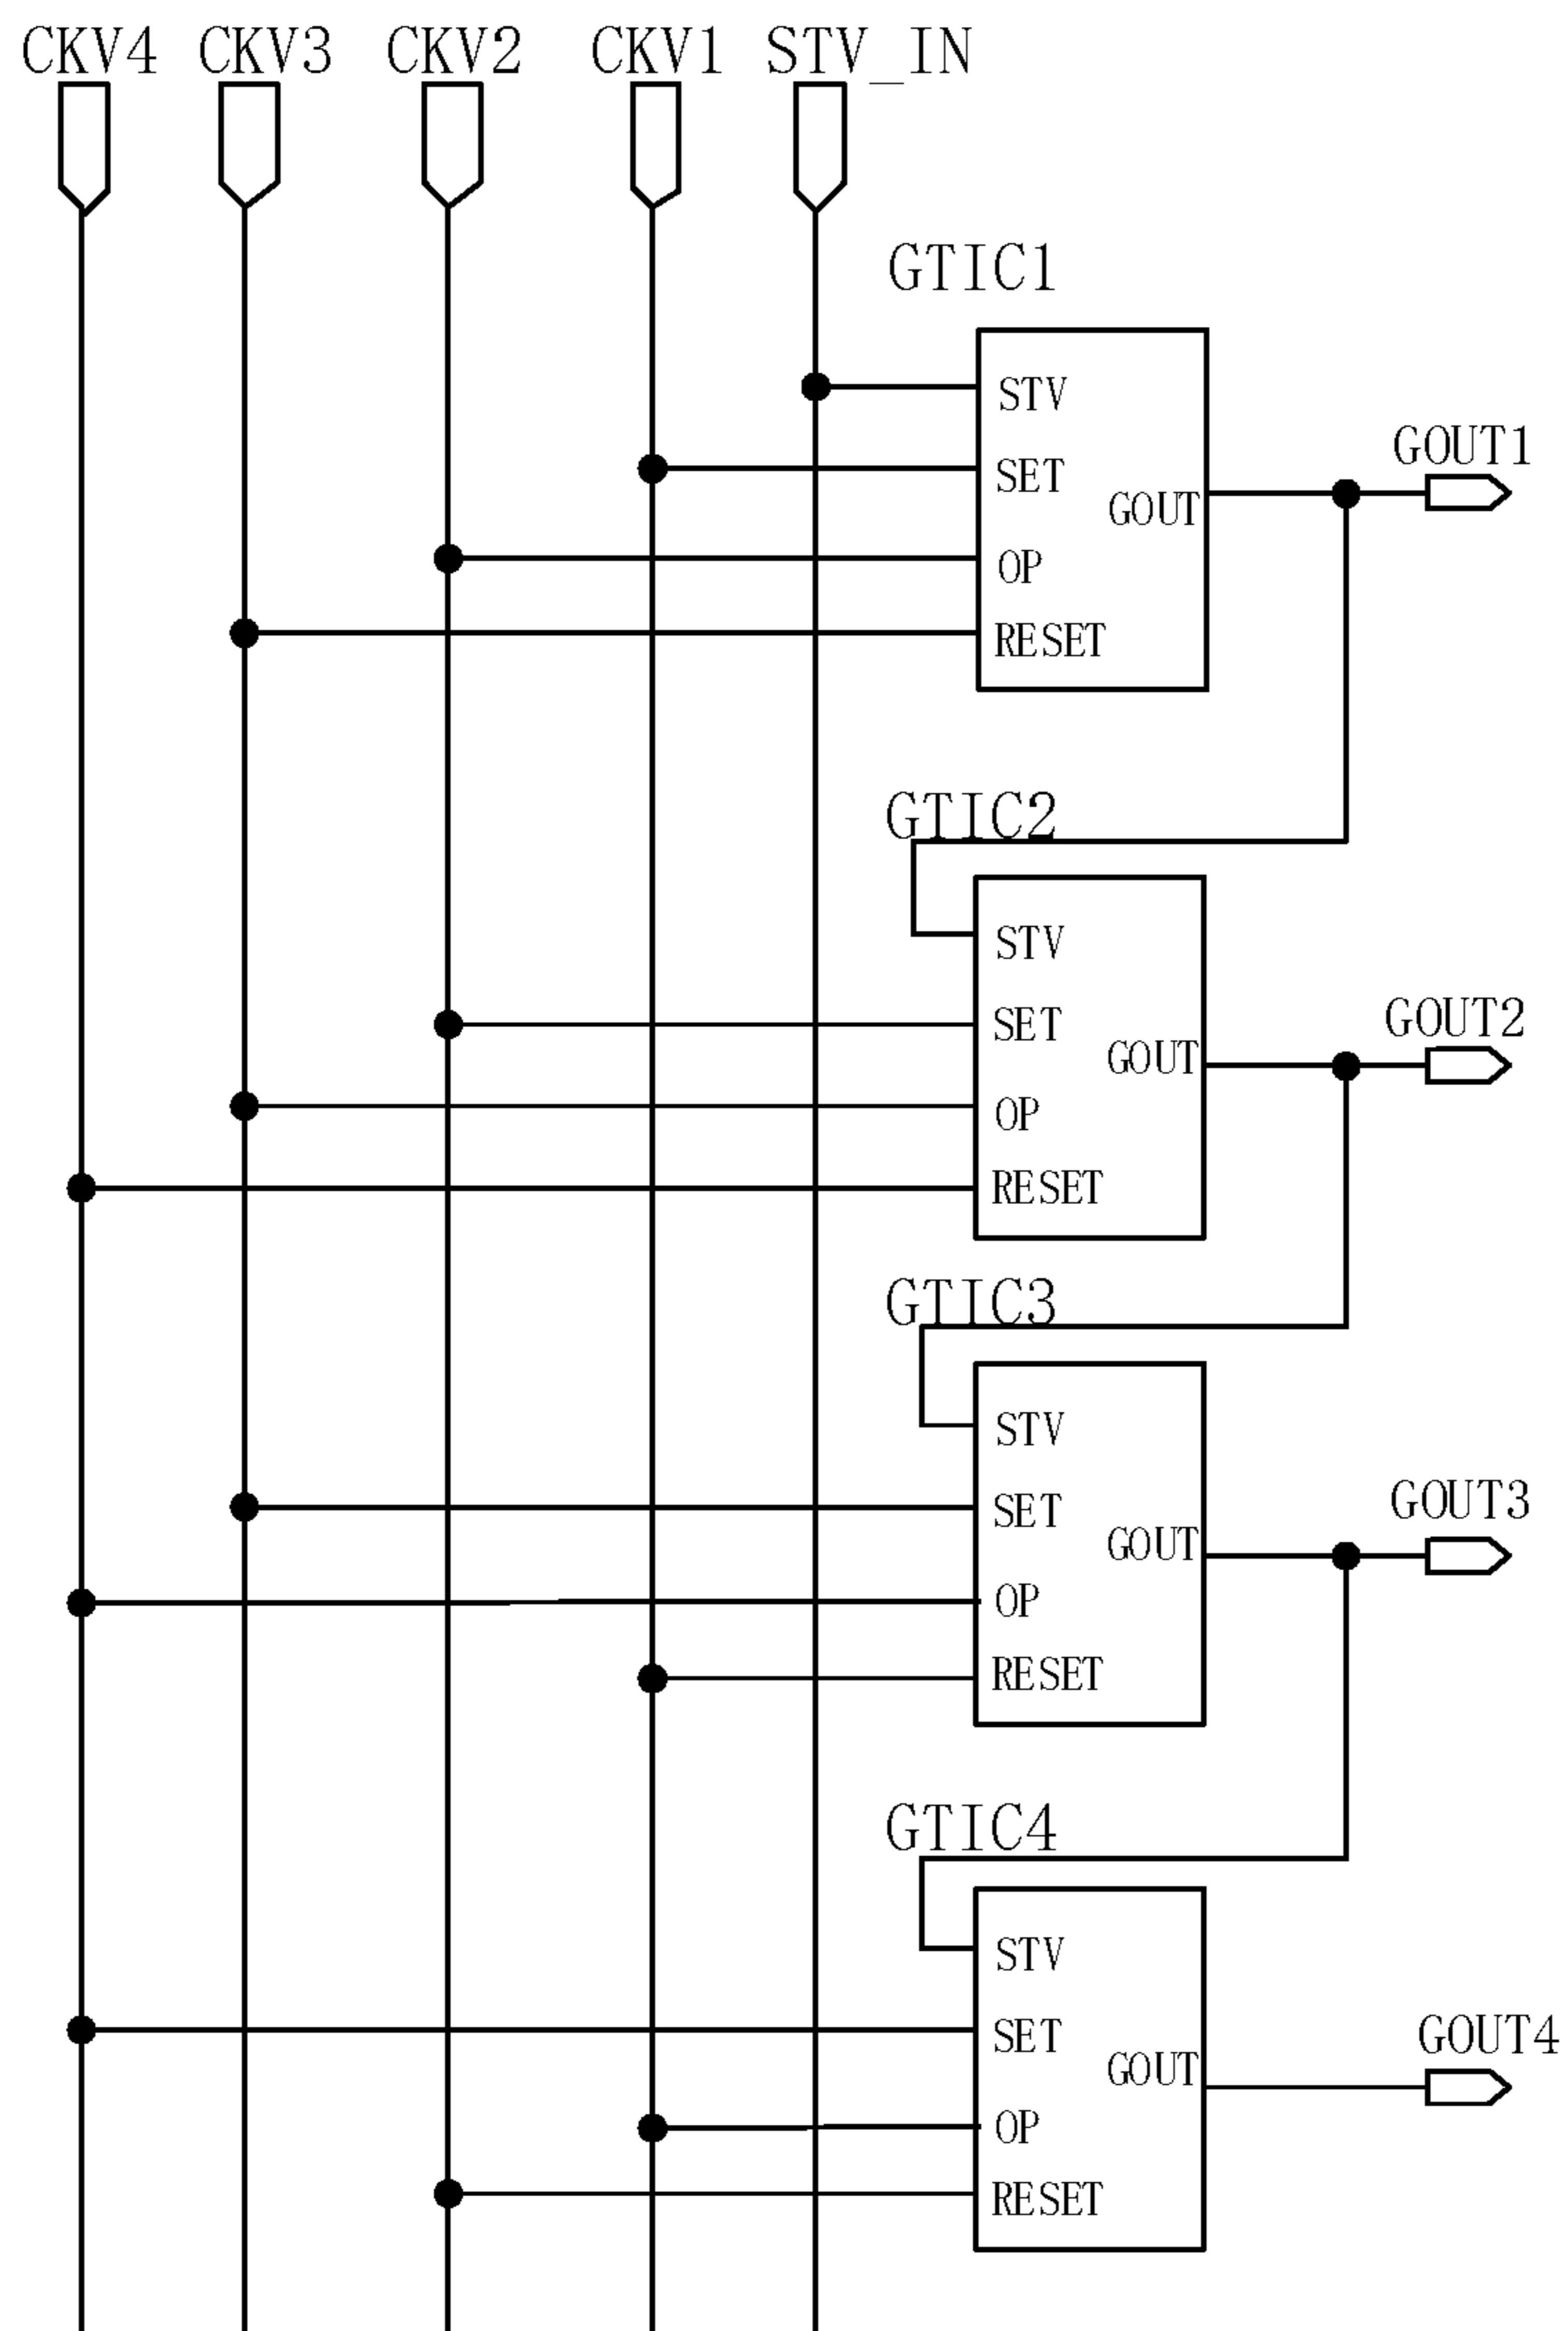 CKV4 CKV3 CKV2 CKV1 STV_IN
GTIC1
STV
SET
GOUT
OP
RESET
GOUT1
GTIC2
STV
SET
GOUT
OP
RESET
GOUT2
GTIC3
STV
SET
GOUT
OP
RESET
GOUT3
GTIC4
STV
SET
GOUT
OP
RESET
GOUT4